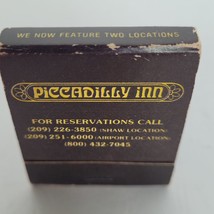 WE NOW FEATURE TWO LOCATIONS
PICCADILLY INN
FOR RESERVATIONS CALL
(209) 226-3850 (SHAW LOCATION)
(209) 251-6000 (AIRPORT LOCATION)
(800) 432-7045